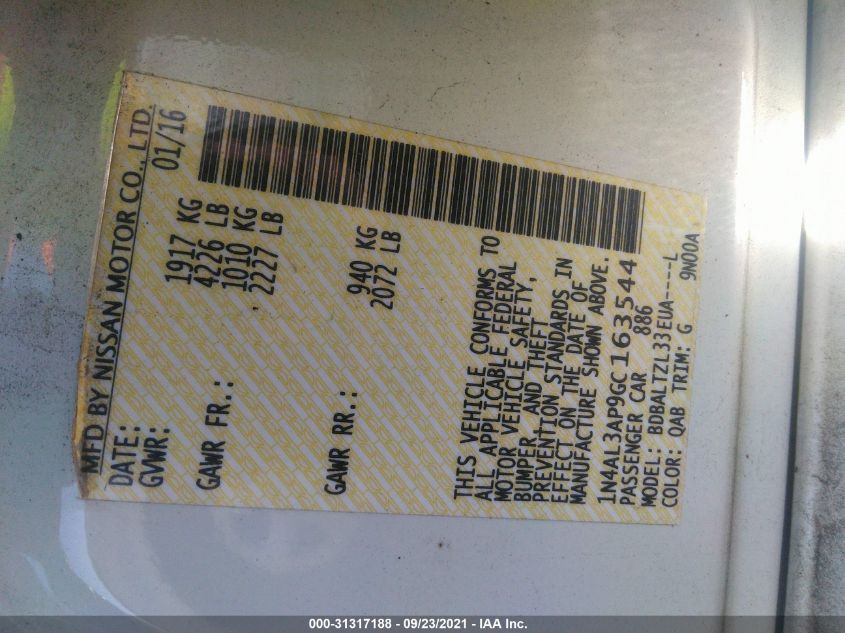 MFD BY NISSAN MOTOR CO., LTD.
DATE: 01/16
GVWR: 1917 KG
4226 LB
GAWR FR.: 1010 KG
2227 LB
GAWR RR.: 940 KG
2072 LB
THIS VEHICLE CONFORMS TO
ALL APPLICABLE FEDERAL
MOTOR VEHICLE SAFETY,
BUMPER, AND THEFT
PREVENTION STANDARDS IN
EFFECT ON THE DATE OF
MANUFACTURE SHOWN ABOVE.
1N4AL3AP9GC163544
PASSENGER CAR 886
MODEL: BDBALTZL33EUA----L
COLOR: QAB TRIM: G 9N00A
000-31317188 - 09/23/2021 - IAA Inc.